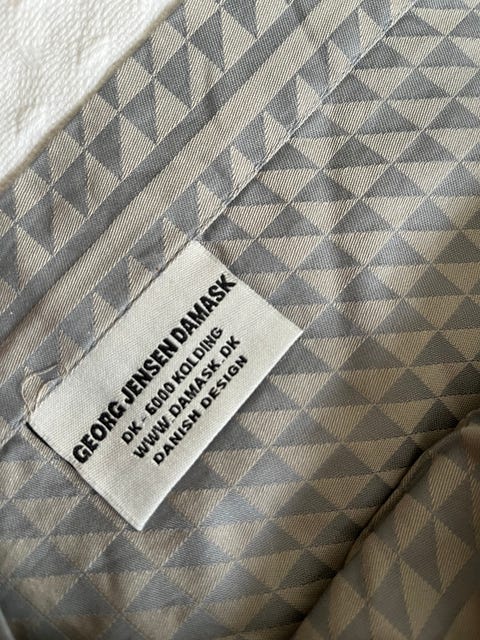 GEORG JENSEN DAMASK
DK - 6000 KOLDING
WWW.DAMASK.DK
DANISH DESIGN